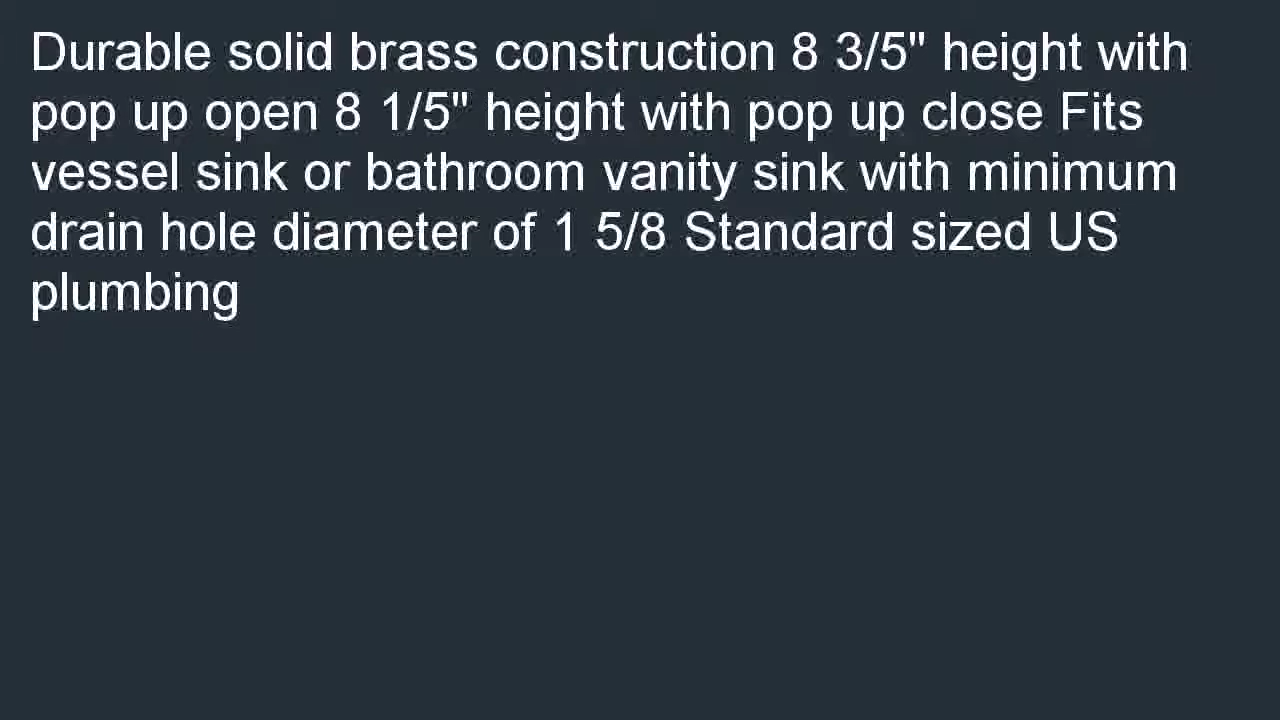 Durable solid brass construction 8 3/5" height with
pop up open 8 1/5" height with pop up close Fits
vessel sink or bathroom vanity sink with minimum
drain hole diameter of 1 5/8 Standard sized US
plumbing